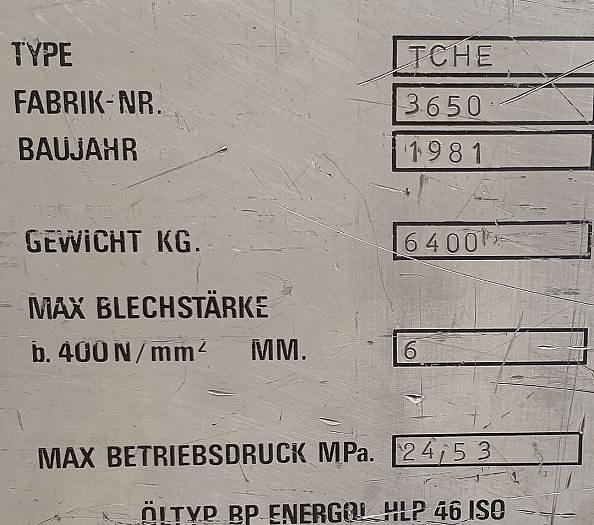 TYPE TCHE
FABRIK-NR. 3650
BAUJAHR 1981
GEWICHT KG. 6400
MAX BLECHSTÄRKE
b. 400 N/mm² MM. 6
MAX BETRIEBSDRUCK MPa. 24,53
ÖLTYP BP ENERGOL HLP 46 ISO